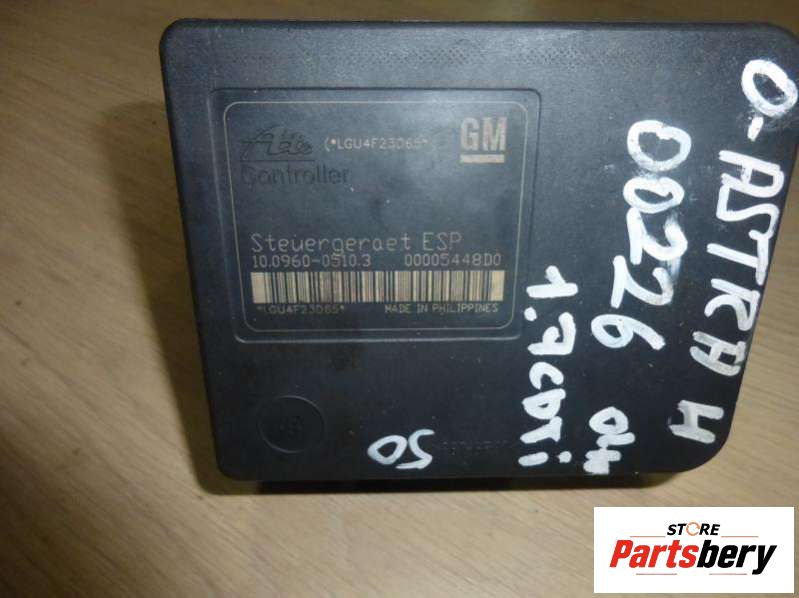 Ate (*LGU4F23D65* GM
Controller
Steuergeraet ESP
10.0960-0510.3 00005448D0
*LGU4F23D65* MADE IN PHILIPPINES
O-ASTRA H
00226 04
1.7CDTi
50
STORE
Partsbery